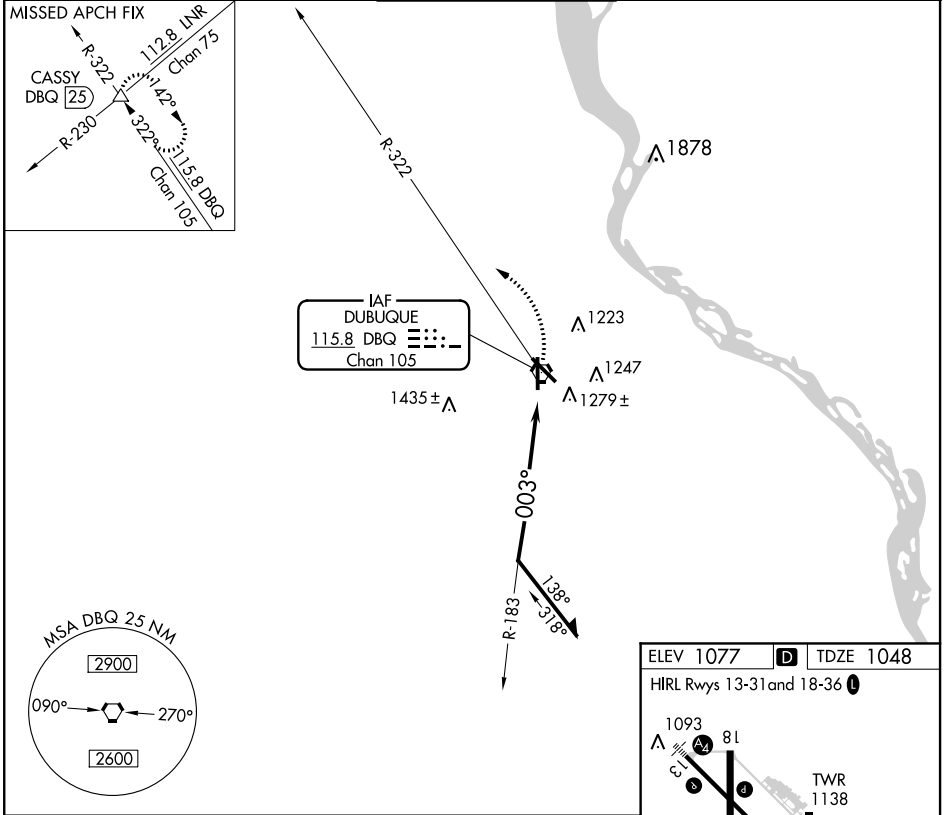 MISSED APCH FIX
112.8 LNR
Chan 75
R-322
CASSY
DBQ 25
142°
R-230
322°
115.8 DBQ
Chan 105
R-322
1878
IAF
DUBUQUE
115.8 DBQ
Chan 105
1223
1247
1279 ±
1435 ±
003°
138°
318°
R-183
MSA DBQ 25 NM
2900
090°
270°
2600
ELEV 1077 D TDZE 1048
HIRL Rwys 13-31and 18-36 L
1093
A4
18
13
P
TWR
1138